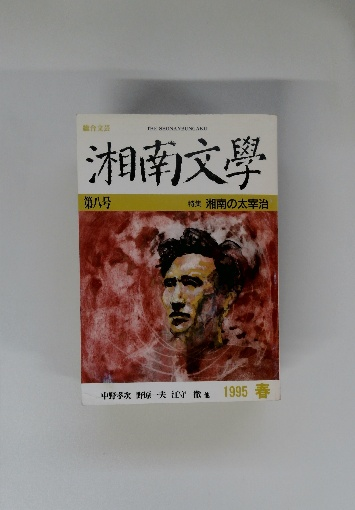 総合文芸
THE SHONAN BUNGAKU
湘南文學
第八号
特集 湘南の太宰治
中野孝次 野原一夫 江守 徹 他
1995 春